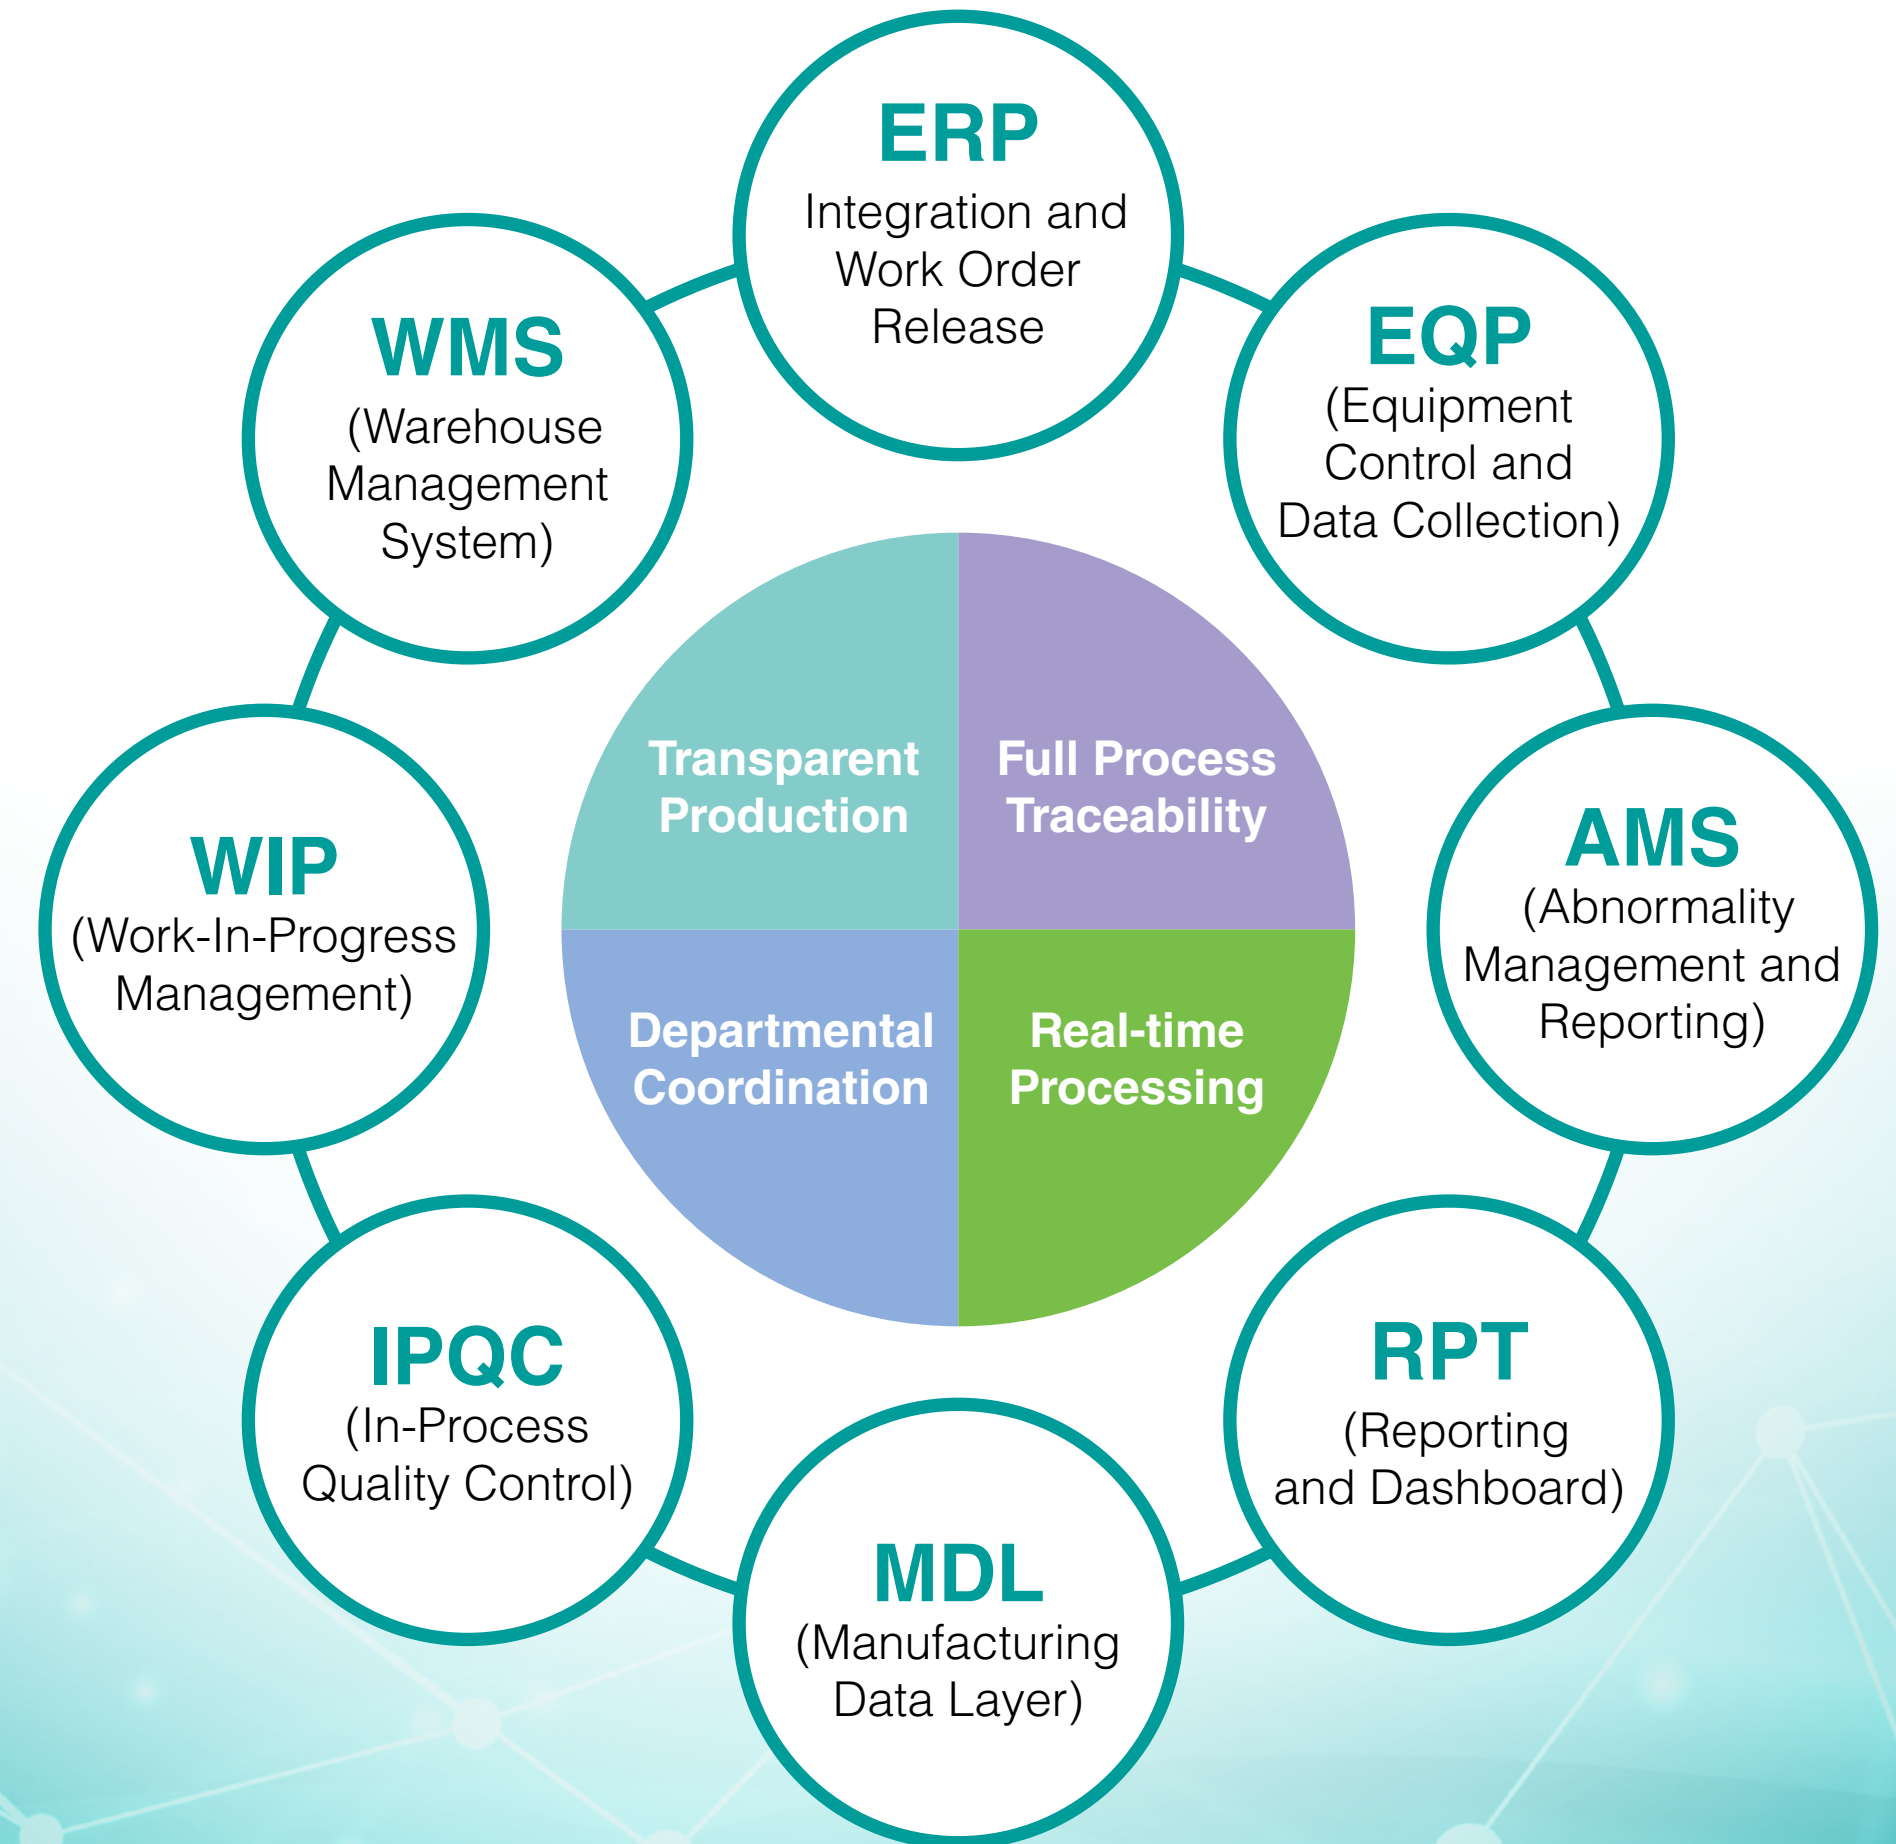 ERP
Integration and
Work Order
Release
EQP
(Equipment
Control and
Data Collection)
AMS
(Abnormality
Management and
Reporting)
RPT
(Reporting
and Dashboard)
MDL
(Manufacturing
Data Layer)
IPQC
(In-Process
Quality Control)
WIP
(Work-In-Progress
Management)
WMS
(Warehouse
Management
System)
Transparent
Production
Full Process
Traceability
Departmental
Coordination
Real-time
Processing